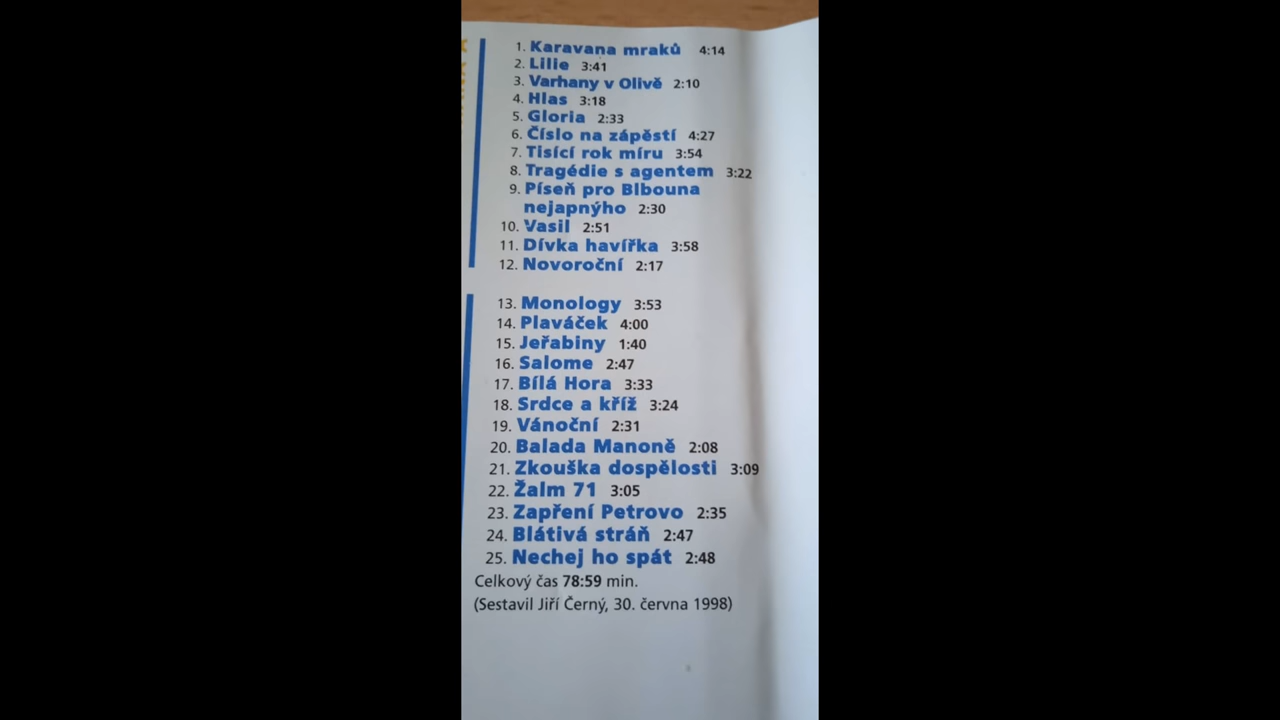 1. Karavana mraků 4:14
2. Lilie 3:41
3. Varhany v Olivě 2:10
4. Hlas 3:18
5. Gloria 2:33
6. Číslo na zápěstí 4:27
7. Tisící rok míru 3:54
8. Tragédie s agentem 3:22
9. Píseň pro Blbouna
nejapnýho 2:30
10. Vasil 2:51
11. Dívka havířka 3:58
12. Novoroční 2:17
13. Monology 3:53
14. Plaváček 4:00
15. Jeřabiny 1:40
16. Salome 2:47
17. Bílá Hora 3:33
18. Srdce a kříž 3:24
19. Vánoční 2:31
20. Balada Manoně 2:08
21. Zkouška dospělosti 3:09
22. Žalm 71 3:05
23. Zapření Petrovo 2:35
24. Blátivá stráň 2:47
25. Nechej ho spát 2:48
Celkový čas 78:59 min.
(Sestavil Jiří Černý, 30. června 1998)